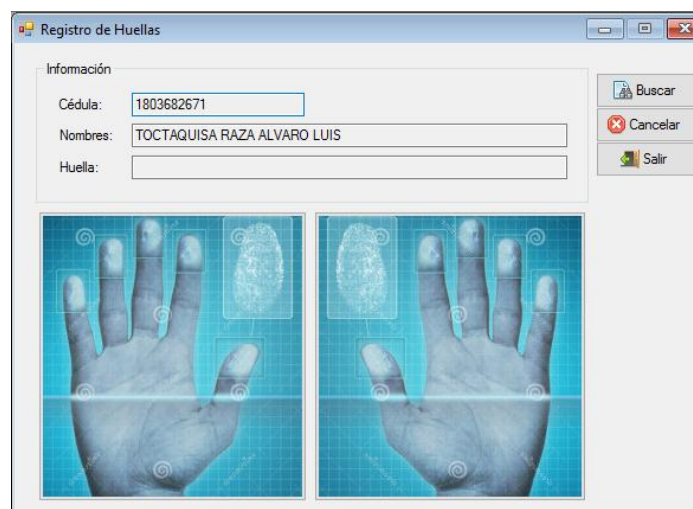 Registro de Huellas
Información
Cédula: 1803682671
Nombres: TOCTAQUISA RAZA ALVARO LUIS
Huella:
Buscar
Cancelar
Salir